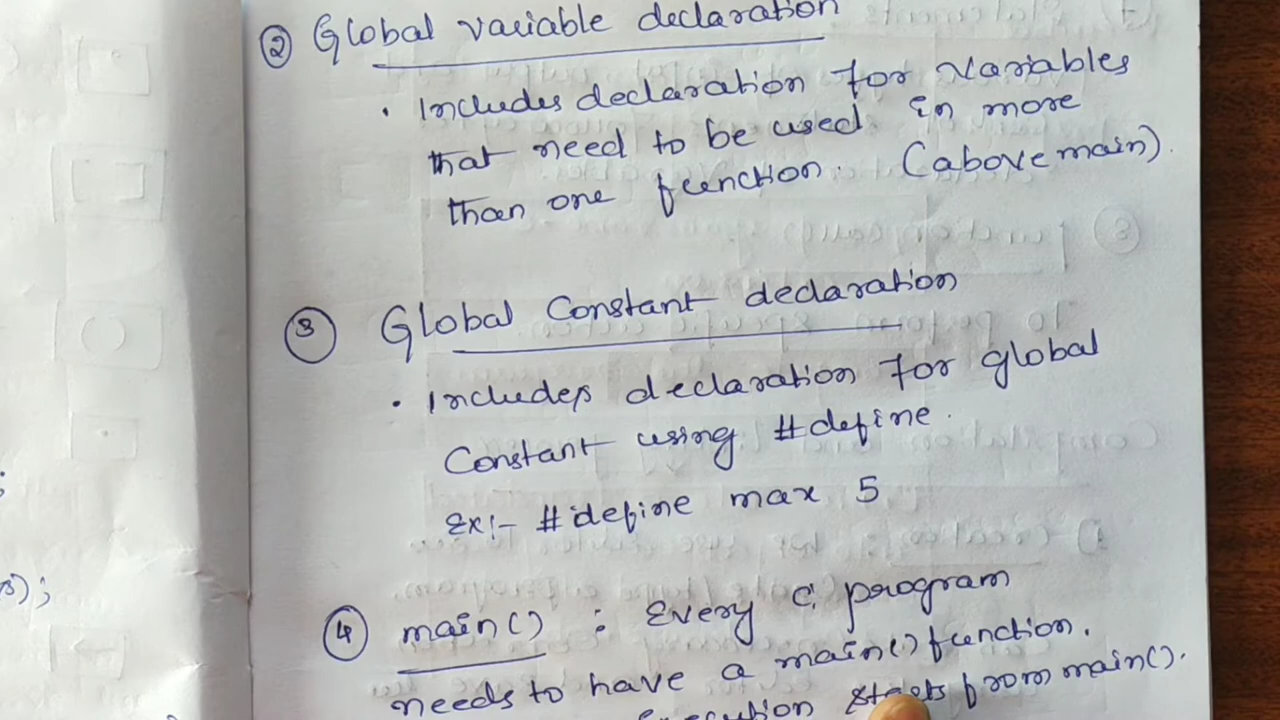 ② Global variable declaration
• Includes declaration for variables
that need to be used in more
than one function. (above main).
③ Global Constant declaration
• Includes declaration for global
Constant using #define.
Ex:- #define max 5
④ main() : Every C program
needs to have a main() function.
Execution starts from main().
;
);